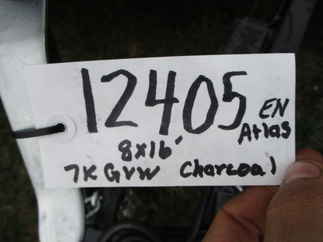 12405 EN
Atlas
8x16'
7K GVW Charcoal